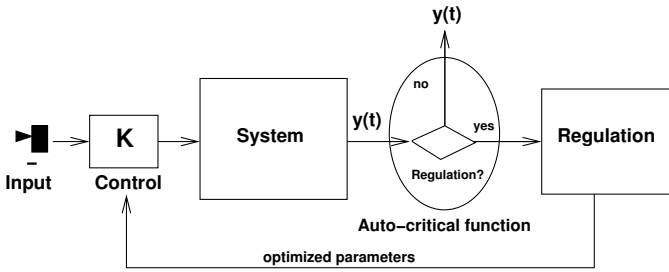 y(t)
no
K
System
y(t)
yes
Regulation
Regulation?
Input
Control
Auto-critical function
optimized parameters